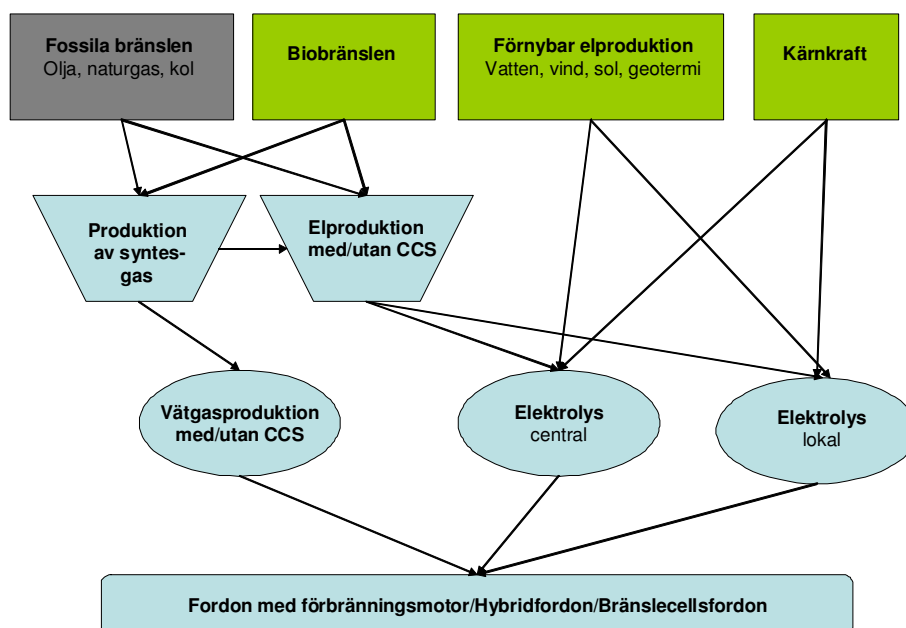 Fossila bränslen
Olja, naturgas, kol
Biobränslen
Förnybar elproduktion
Vatten, vind, sol, geotermi
Kärnkraft
Produktion
av syntes-
gas
Elproduktion
med/utan CCS
Vätgasproduktion
med/utan CCS
Elektrolys
central
Elektrolys
lokal
Fordon med förbränningsmotor/Hybridfordon/Bränslecellsfordon